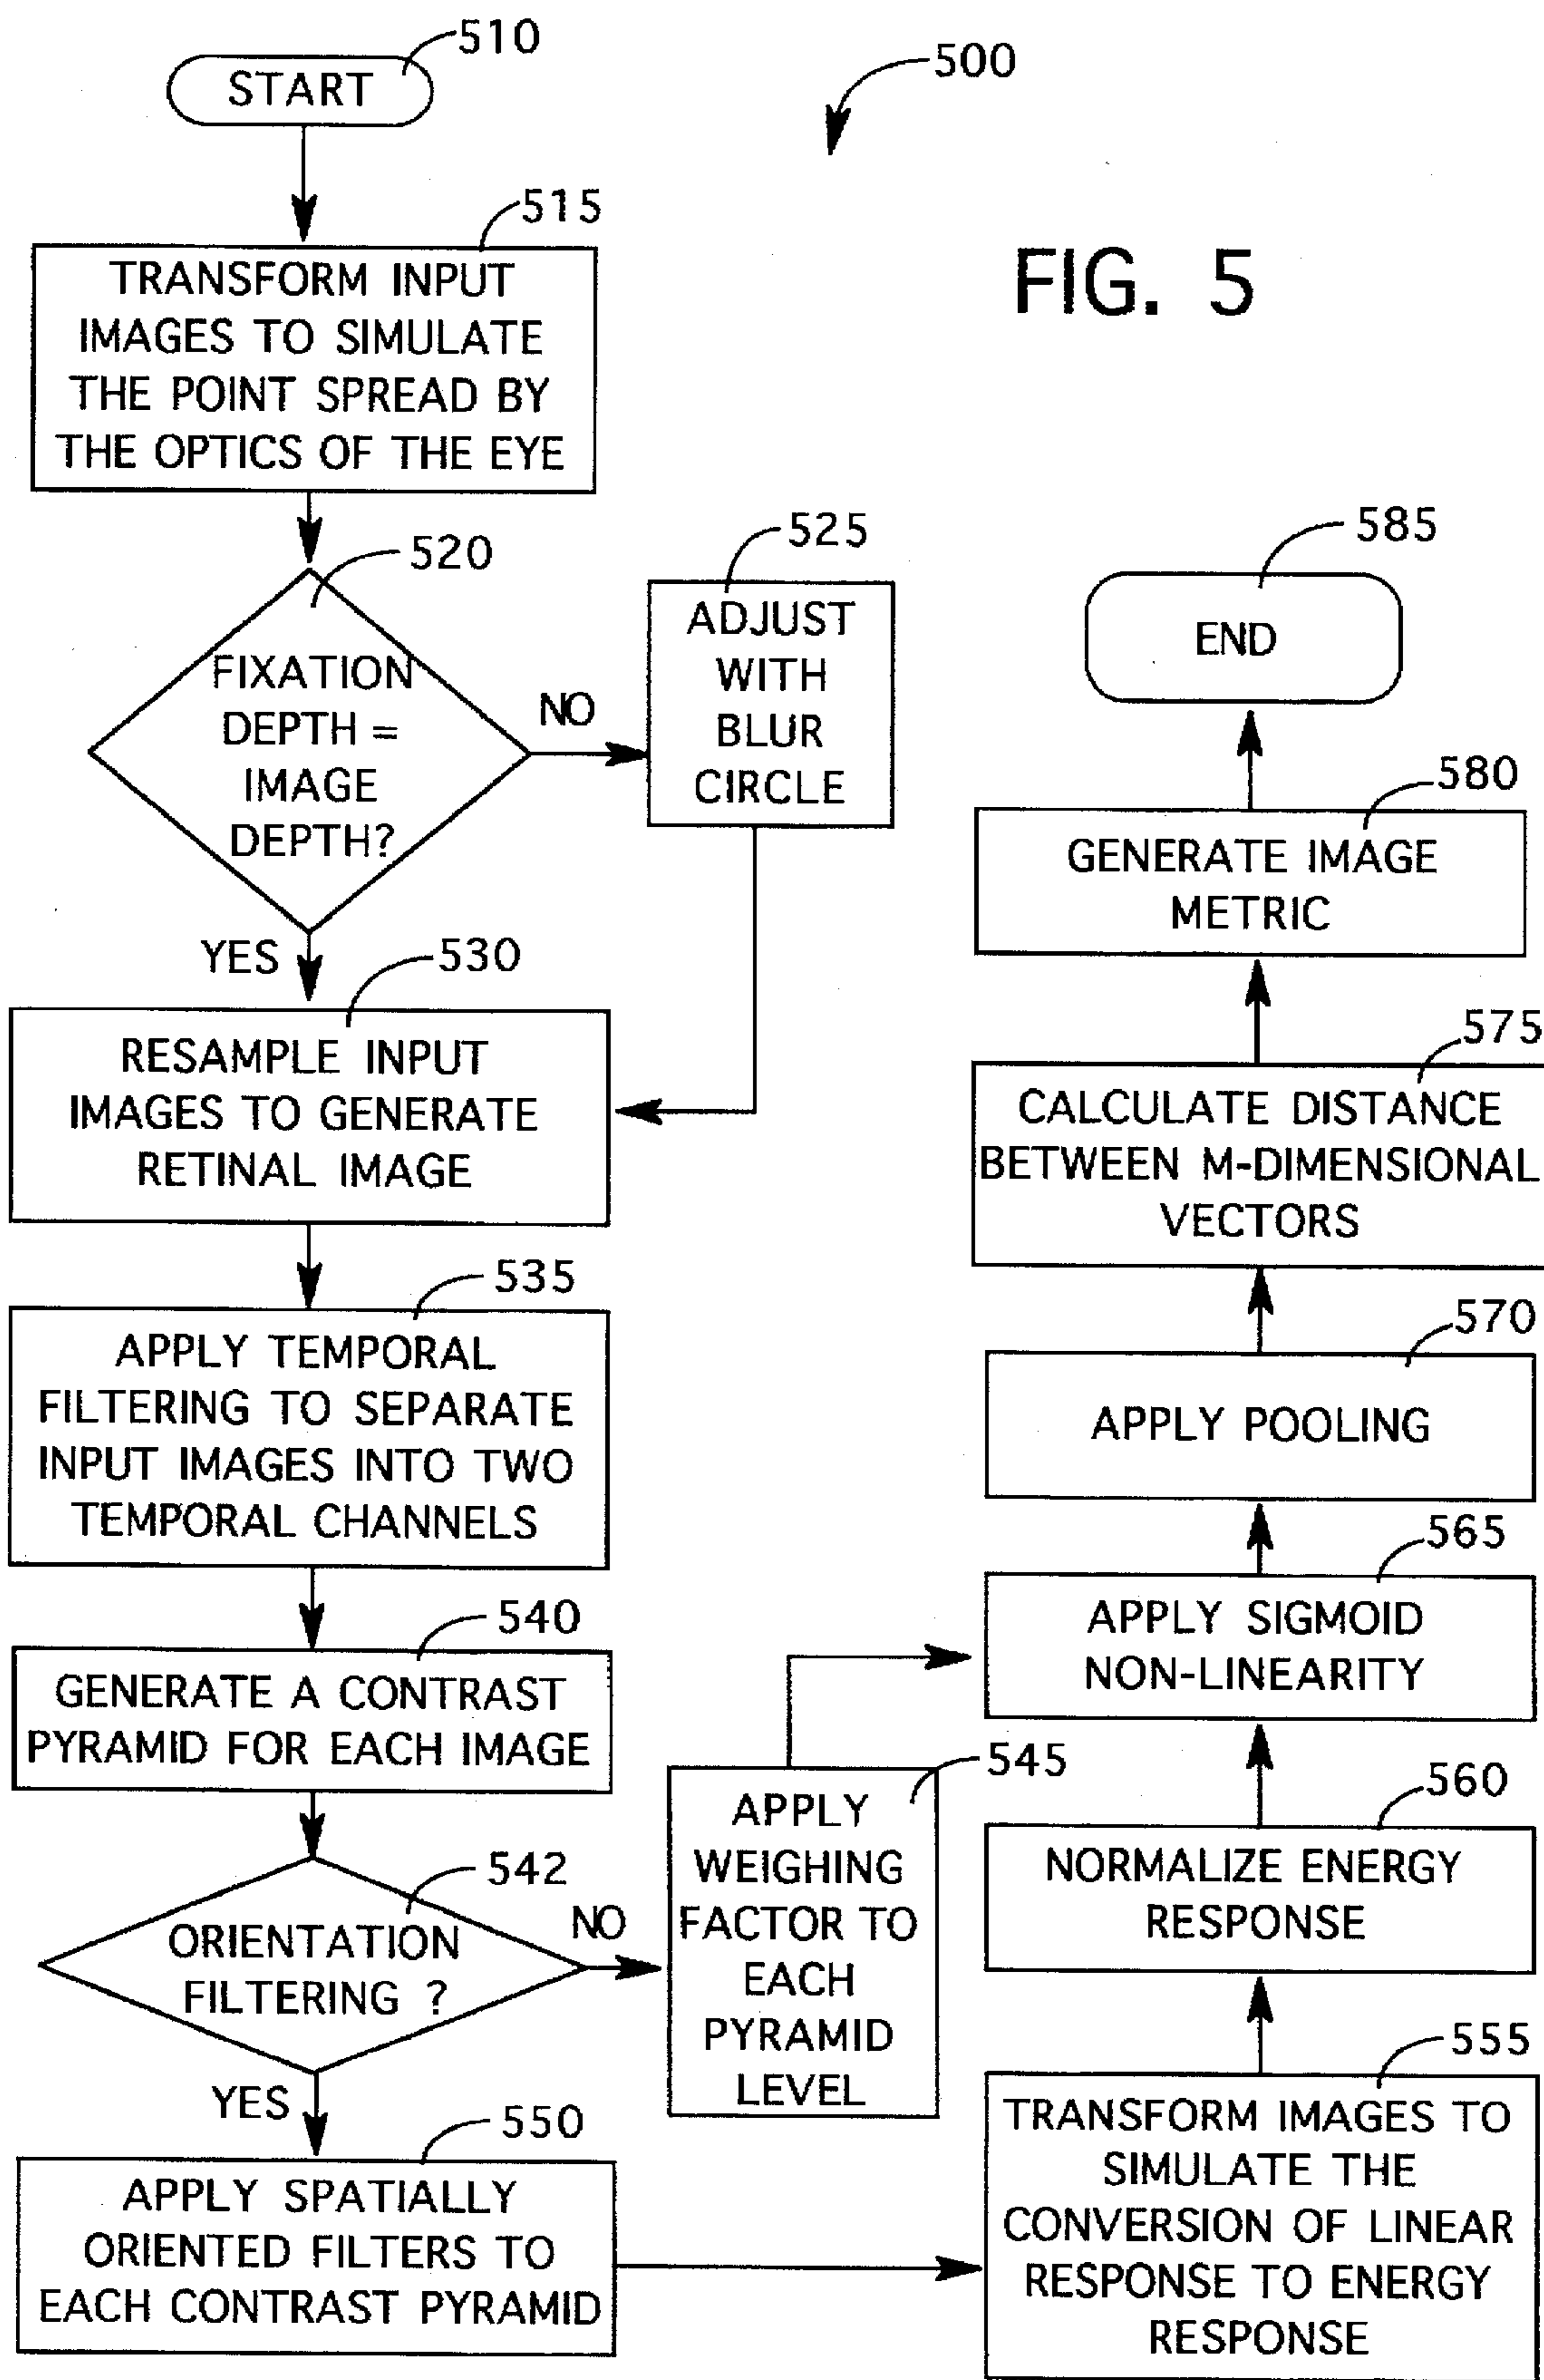 510
START
500
515
TRANSFORM INPUT
IMAGES TO SIMULATE
THE POINT SPREAD BY
THE OPTICS OF THE EYE
FIG. 5
520
FIXATION
DEPTH =
IMAGE
DEPTH?
NO
YES
525
ADJUST
WITH
BLUR
CIRCLE
530
RESAMPLE INPUT
IMAGES TO GENERATE
RETINAL IMAGE
535
APPLY TEMPORAL
FILTERING TO SEPARATE
INPUT IMAGES INTO TWO
TEMPORAL CHANNELS
540
GENERATE A CONTRAST
PYRAMID FOR EACH IMAGE
542
ORIENTATION
FILTERING ?
NO
YES
545
APPLY
WEIGHING
FACTOR TO
EACH
PYRAMID
LEVEL
550
APPLY SPATIALLY
ORIENTED FILTERS TO
EACH CONTRAST PYRAMID
555
TRANSFORM IMAGES TO
SIMULATE THE
CONVERSION OF LINEAR
RESPONSE TO ENERGY
RESPONSE
560
NORMALIZE ENERGY
RESPONSE
565
APPLY SIGMOID
NON-LINEARITY
570
APPLY POOLING
575
CALCULATE DISTANCE
BETWEEN M-DIMENSIONAL
VECTORS
580
GENERATE IMAGE
METRIC
585
END